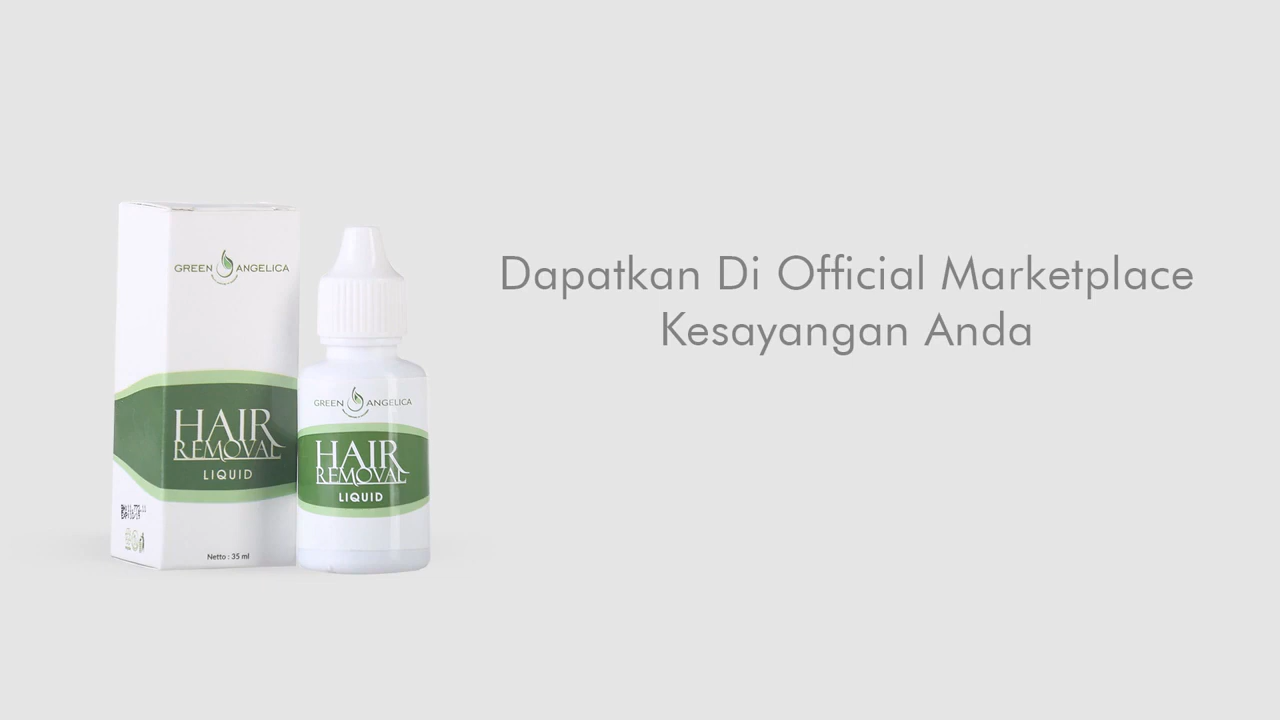 Dapatkan Di Official Marketplace
Kesayangan Anda
GREEN ANGELICA
HAIR
REMOVAL
LIQUID
Netto : 35 ml
GREEN ANGELICA
HAIR
REMOVAL
LIQUID